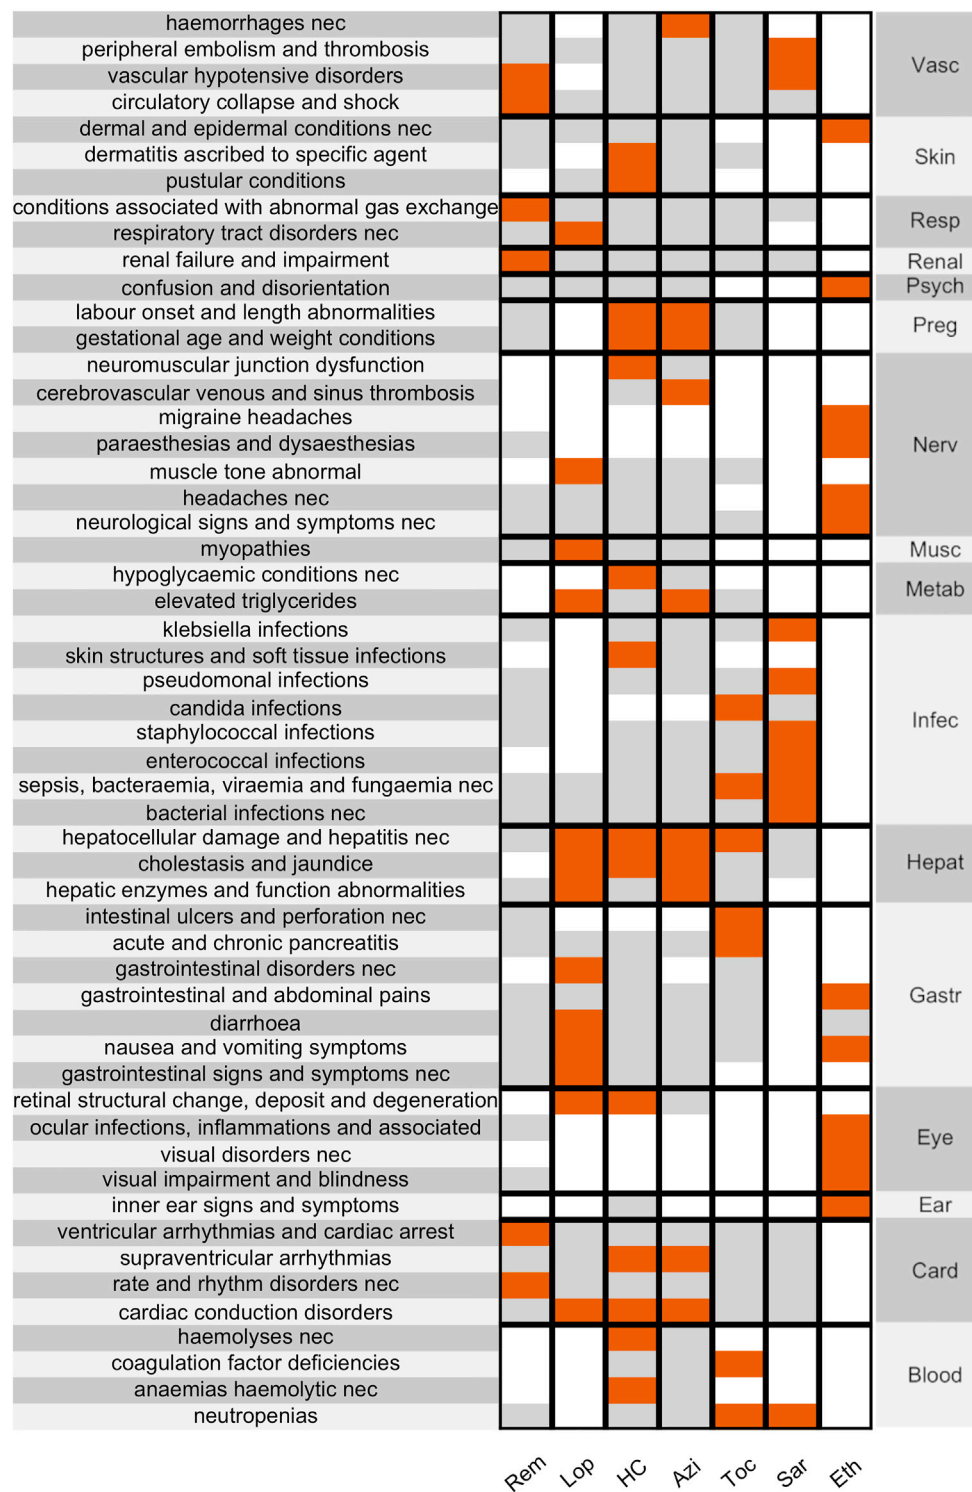 haemorrhages nec
peripheral embolism and thrombosis
vascular hypotensive disorders
circulatory collapse and shock
Vasc
dermal and epidermal conditions nec
dermatitis ascribed to specific agent
pustular conditions
Skin
conditions associated with abnormal gas exchange
respiratory tract disorders nec
Resp
renal failure and impairment
Renal
confusion and disorientation
Psych
labour onset and length abnormalities
gestational age and weight conditions
Preg
neuromuscular junction dysfunction
cerebrovascular venous and sinus thrombosis
migraine headaches
paraesthesias and dysaesthesias
muscle tone abnormal
headaches nec
neurological signs and symptoms nec
Nerv
myopathies
Musc
hypoglycaemic conditions nec
elevated triglycerides
Metab
klebsiella infections
skin structures and soft tissue infections
pseudomonal infections
candida infections
staphylococcal infections
enterococcal infections
sepsis, bacteraemia, viraemia and fungaemia nec
bacterial infections nec
Infec
hepatocellular damage and hepatitis nec
cholestasis and jaundice
hepatic enzymes and function abnormalities
Hepat
intestinal ulcers and perforation nec
acute and chronic pancreatitis
gastrointestinal disorders nec
gastrointestinal and abdominal pains
diarrhoea
nausea and vomiting symptoms
gastrointestinal signs and symptoms nec
Gastr
retinal structural change, deposit and degeneration
ocular infections, inflammations and associated
visual disorders nec
visual impairment and blindness
Eye
inner ear signs and symptoms
Ear
ventricular arrhythmias and cardiac arrest
supraventricular arrhythmias
rate and rhythm disorders nec
cardiac conduction disorders
Card
haemolyses nec
coagulation factor deficiencies
anaemias haemolytic nec
neutropenias
Blood
Rem Lop HC Azi Toc Sar Eth